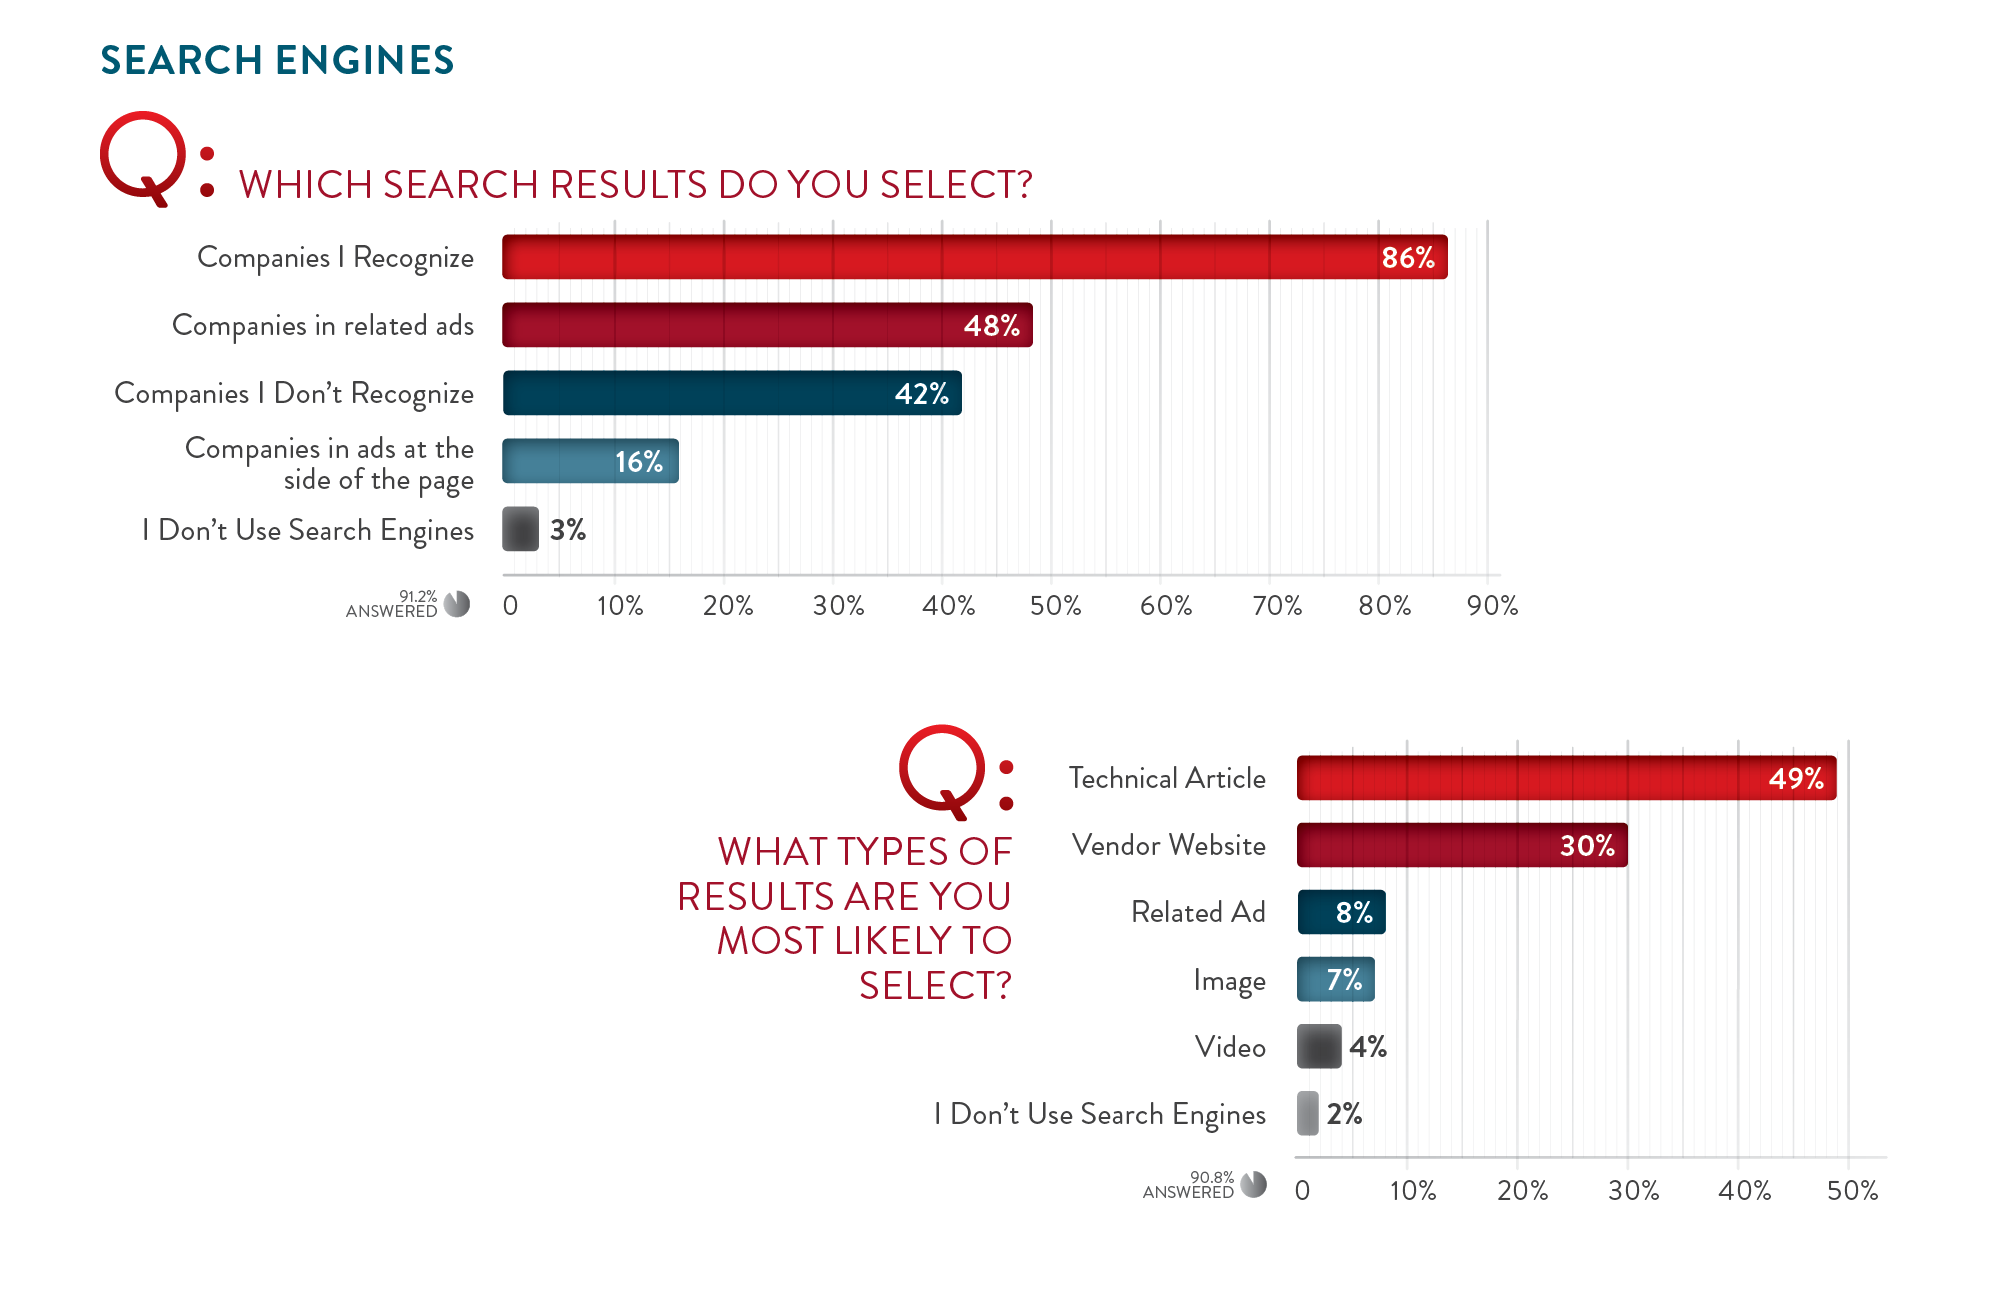 SEARCH ENGINES
Q: WHICH SEARCH RESULTS DO YOU SELECT?
Companies I Recognize 86%
Companies in related ads 48%
Companies I Don't Recognize 42%
Companies in ads at the
side of the page 16%
I Don't Use Search Engines 3%
91.2%
ANSWERED
0 10% 20% 30% 40% 50% 60% 70% 80% 90%
Q:
WHAT TYPES OF
RESULTS ARE YOU
MOST LIKELY TO
SELECT?
Technical Article 49%
Vendor Website 30%
Related Ad 8%
Image 7%
Video 4%
I Don't Use Search Engines 2%
90.8%
ANSWERED
0 10% 20% 30% 40% 50%